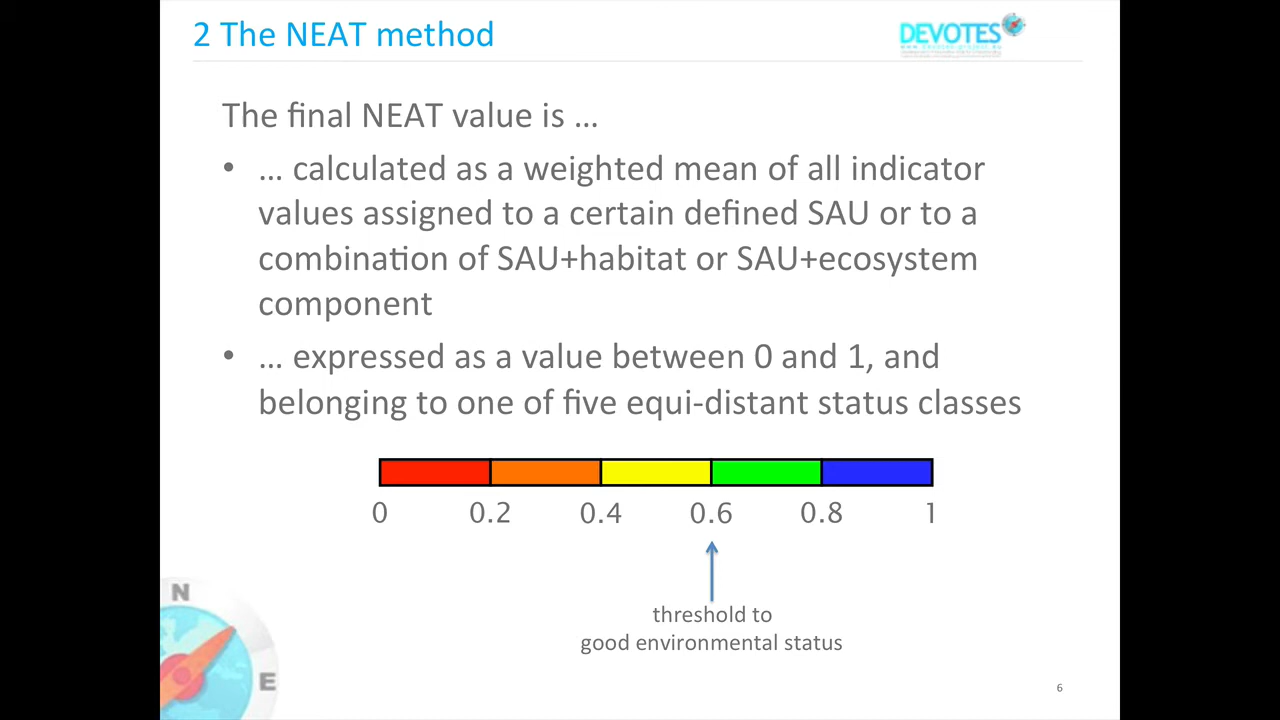 2 The NEAT method
DEVOTES
The final NEAT value is …
• … calculated as a weighted mean of all indicator
values assigned to a certain defined SAU or to a
combination of SAU+habitat or SAU+ecosystem
component
• … expressed as a value between 0 and 1, and
belonging to one of five equi-distant status classes
0 0.2 0.4 0.6 0.8 1
threshold to
good environmental status
N
E
6